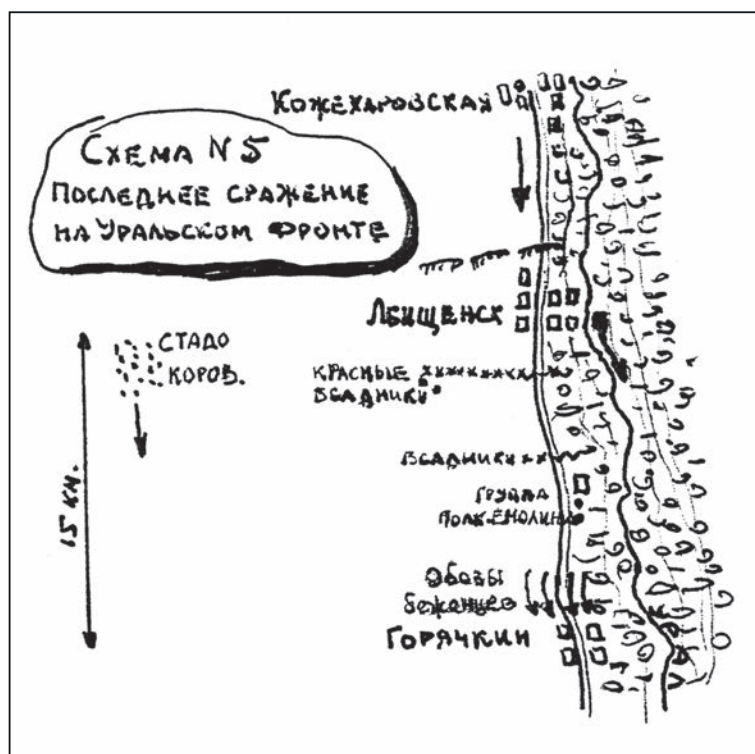 Кожехаровская
Схема N 5
последнее сражение
на Уральском фронте
Лбищенск
стадо
коров.
красные
всадники
всадники
группа
полк. Емолина
Обозы
беженцев
Горячкин
15 км.